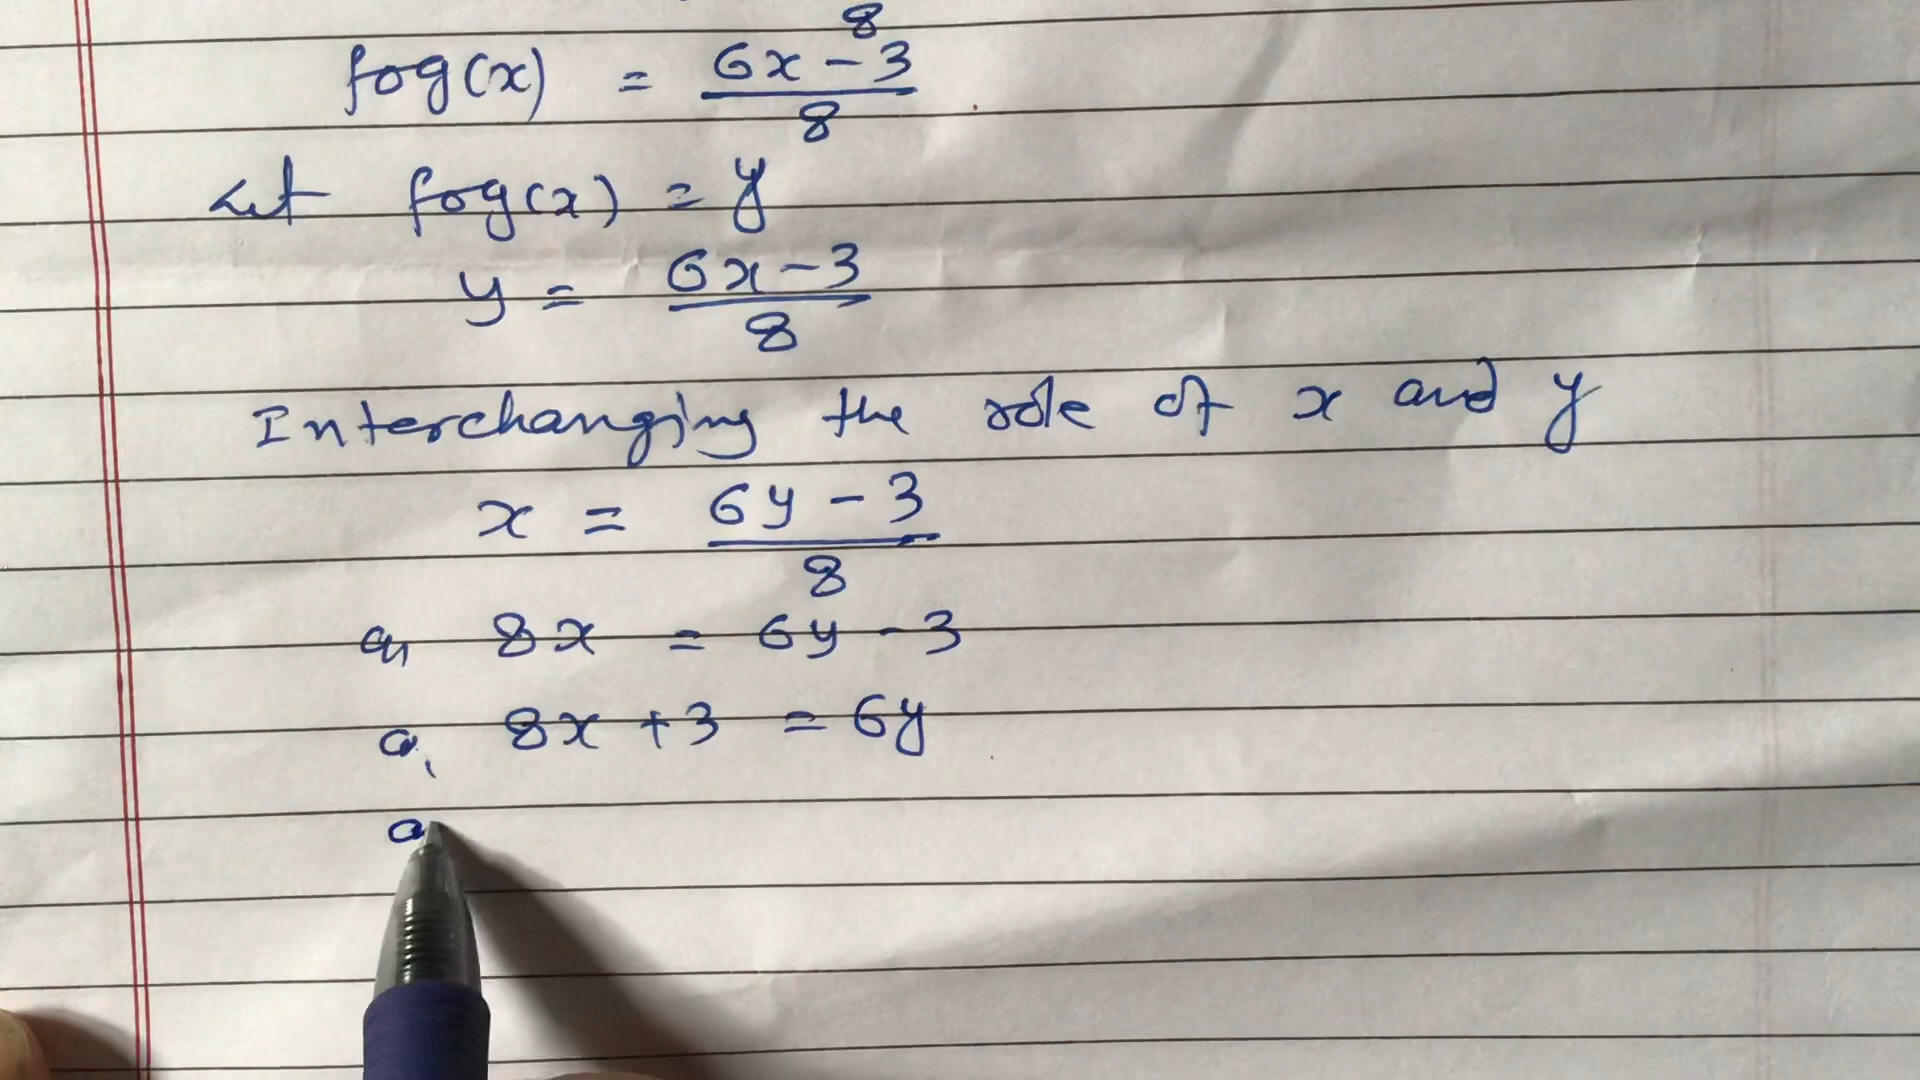 8
fog(x) = (6x - 3)/8
Let fog(x) = y
y = (6x - 3)/8
Interchanging the role of x and y
x = (6y - 3)/8
or, 8x = 6y - 3
or, 8x + 3 = 6y
or